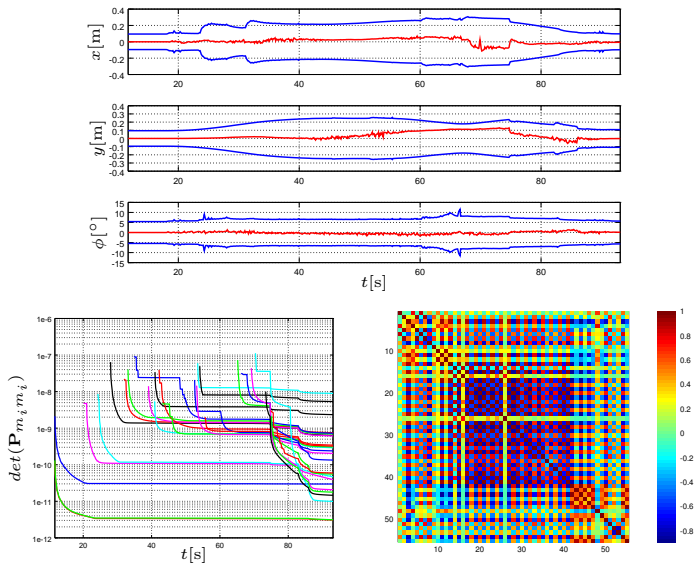 0.4
0.2
0
-0.2
-0.4
x[m]
20 40 60 80
0.4
0.3
0.2
0.1
0
-0.1
-0.2
-0.3
-0.4
y[m]
20 40 60 80
15
10
5
0
-5
-10
-15
ϕ[°]
20 40 60 80
t[s]
1e-6
1e-7
1e-8
1e-9
1e-10
1e-11
1e-12
det(P_{m_i m_i})
20 40 60 80
t[s]
10
20
30
40
50
10 20 30 40 50
1
0.8
0.6
0.4
0.2
0
-0.2
-0.4
-0.6
-0.8